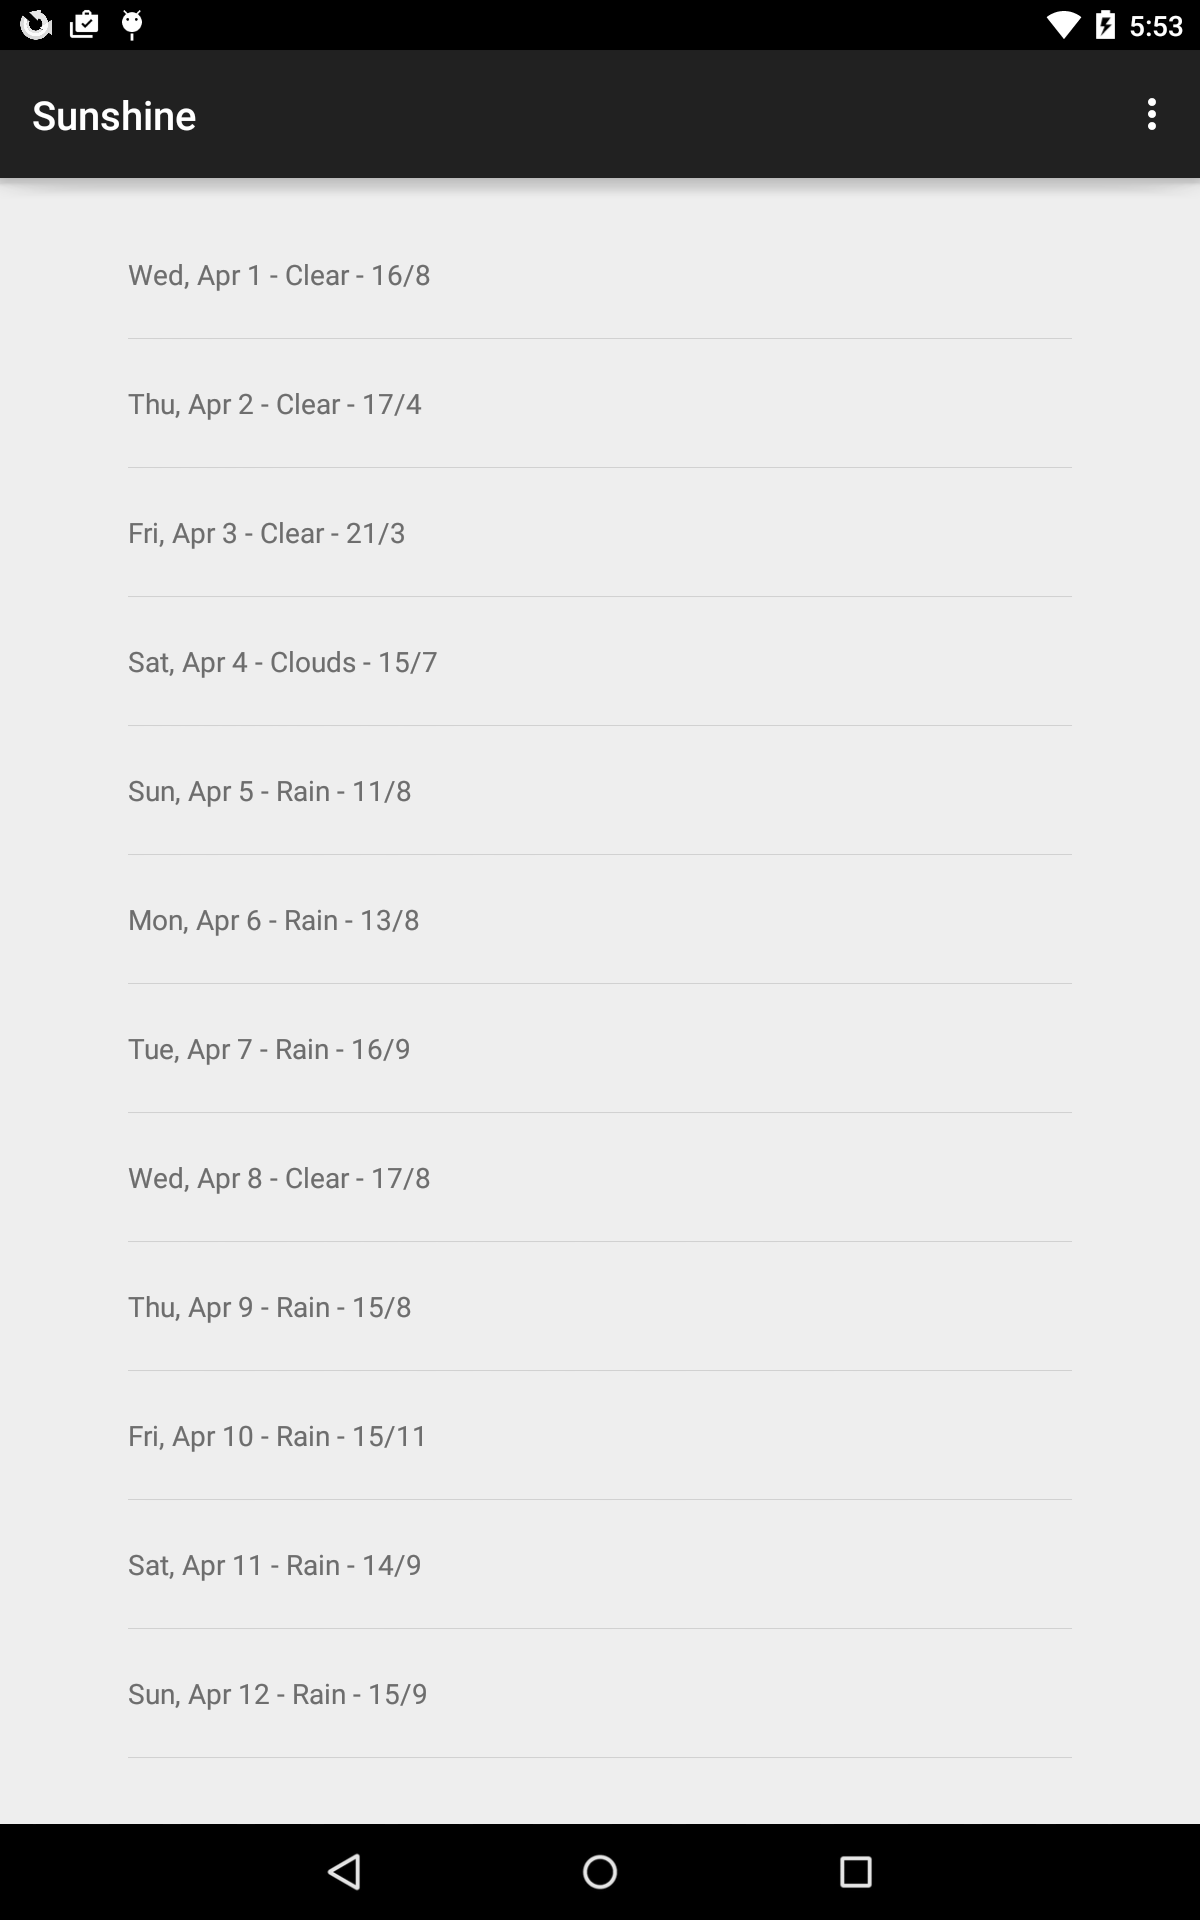 5:53
Sunshine
Wed, Apr 1 - Clear - 16/8
Thu, Apr 2 - Clear - 17/4
Fri, Apr 3 - Clear - 21/3
Sat, Apr 4 - Clouds - 15/7
Sun, Apr 5 - Rain - 11/8
Mon, Apr 6 - Rain - 13/8
Tue, Apr 7 - Rain - 16/9
Wed, Apr 8 - Clear - 17/8
Thu, Apr 9 - Rain - 15/8
Fri, Apr 10 - Rain - 15/11
Sat, Apr 11 - Rain - 14/9
Sun, Apr 12 - Rain - 15/9